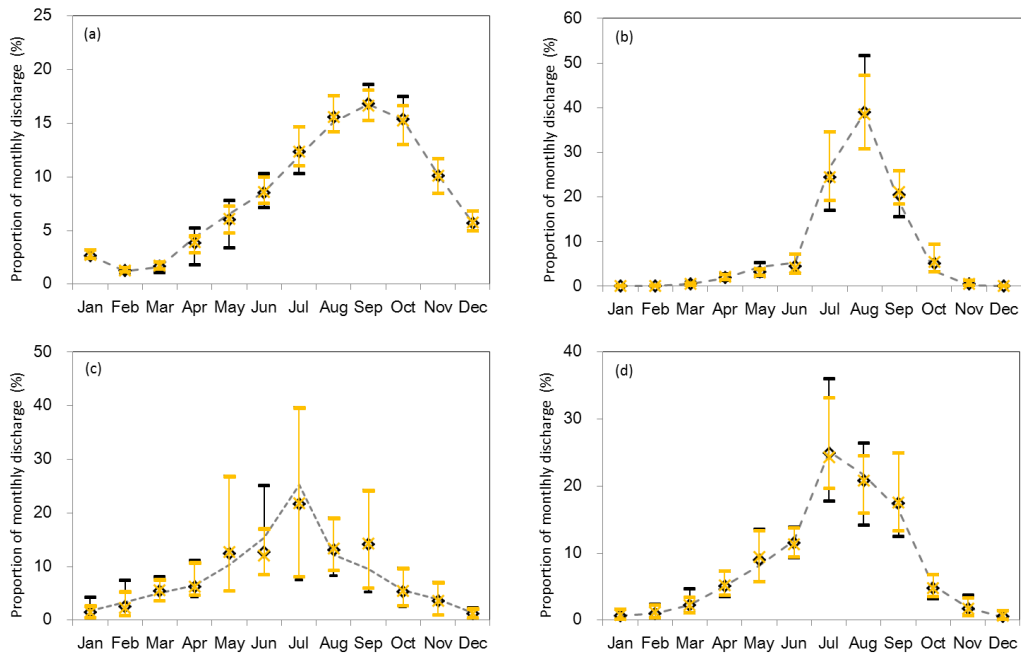 (a)
Proportion of montlhly discharge (%)
25
20
15
10
5
0
Jan Feb Mar Apr May Jun Jul Aug Sep Oct Nov Dec
(b)
Proportion of montlhly discharge (%)
60
50
40
30
20
10
0
Jan Feb Mar Apr May Jun Jul Aug Sep Oct Nov Dec
(c)
Proportion of montlhly discharge (%)
50
40
30
20
10
0
Jan Feb Mar Apr May Jun Jul Aug Sep Oct Nov Dec
(d)
Proportion of montlhly discharge (%)
40
30
20
10
0
Jan Feb Mar Apr May Jun Jul Aug Sep Oct Nov Dec